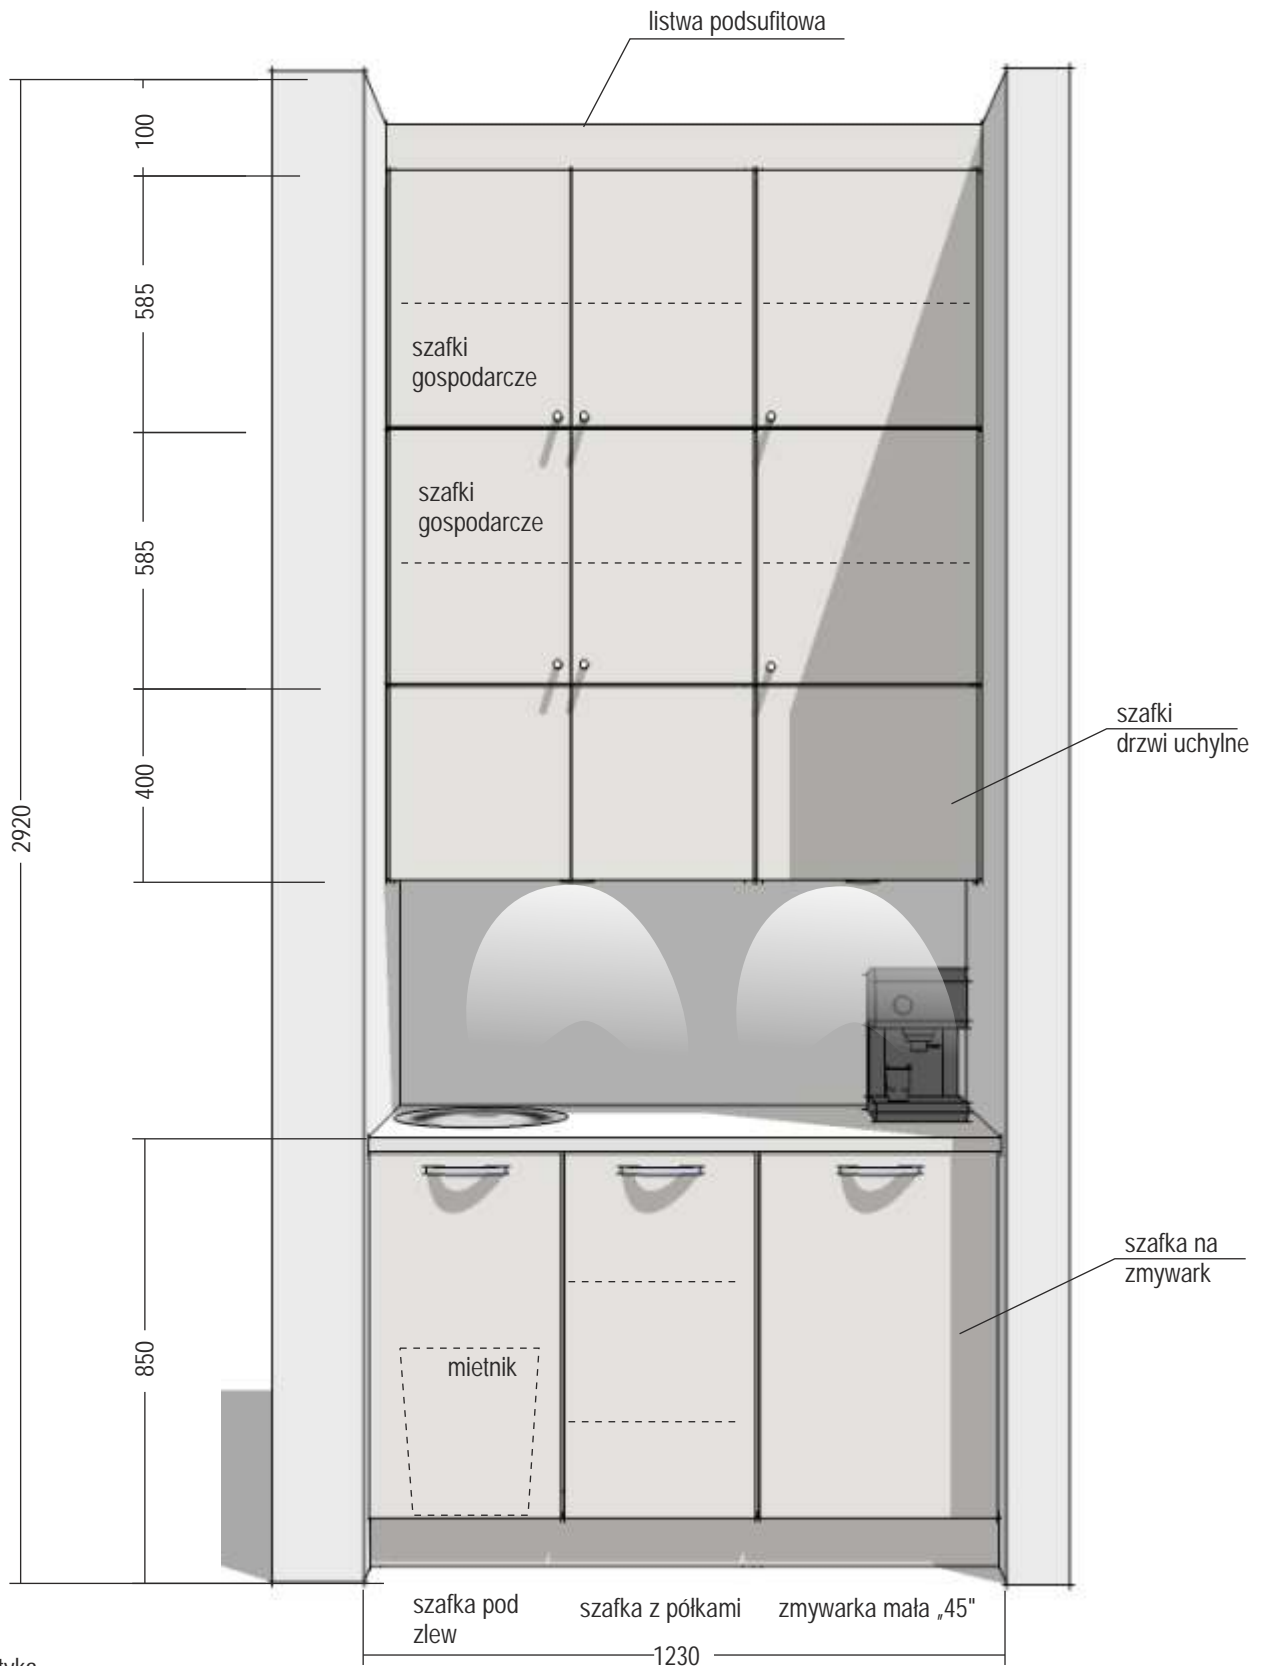 listwa podsufitowa
100
585
szafki
gospodarcze
szafki
gospodarcze
585
szafki
drzwi uchylne
400
2920
szafka na
zmywark
850
mietnik
szafka pod
zlew
szafka z półkami
zmywarka mała „45"
1230